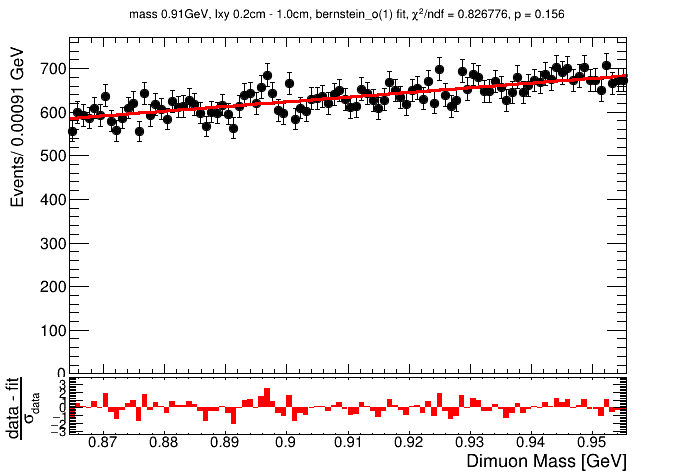 mass 0.91GeV, lxy 0.2cm - 1.0cm, bernstein_o(1) fit, χ²/ndf = 0.826776, p = 0.156
Events/ 0.00091 GeV
700
600
500
400
300
200
100
0
data - fit
σdata
3
2
1
0
−1
−2
−3
0.87 0.88 0.89 0.9 0.91 0.92 0.93 0.94 0.95
Dimuon Mass [GeV]